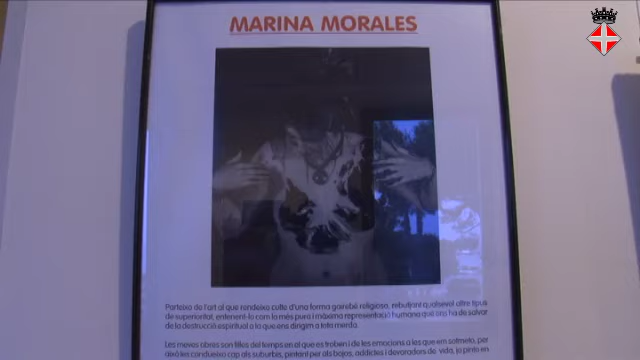 MARINA MORALES
Parteixo de l'art al que rendeixo culte d'una forma gairebé religiosa, rebutjant qualsevol altre tipus
de superioritat, entenent-lo com la més pura i màxima representació humana que ens ha de salvar
de la destrucció espiritual a la que ens dirigim a tota menta.
Les meves obres son filles del temps en el que es troben i de les emocions a les que em sotmeto, per
això les condueixo cap als suburbis, pintant per als bojos, addictes i devoradors de vida, jo pinto en